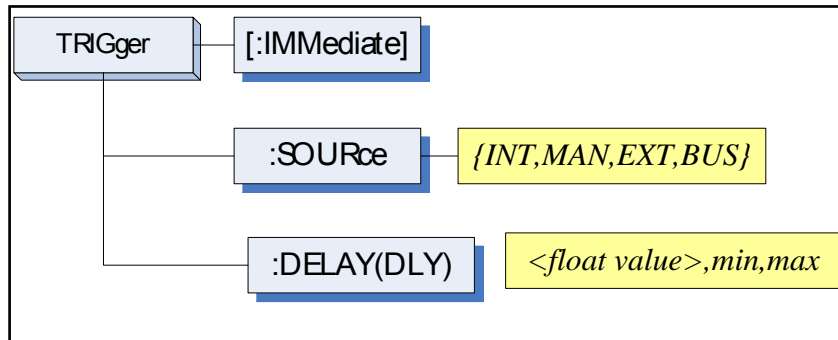 TRIGger
[:IMMediate]
:SOURce
{INT,MAN,EXT,BUS}
:DELAY(DLY)
<float value>,min,max